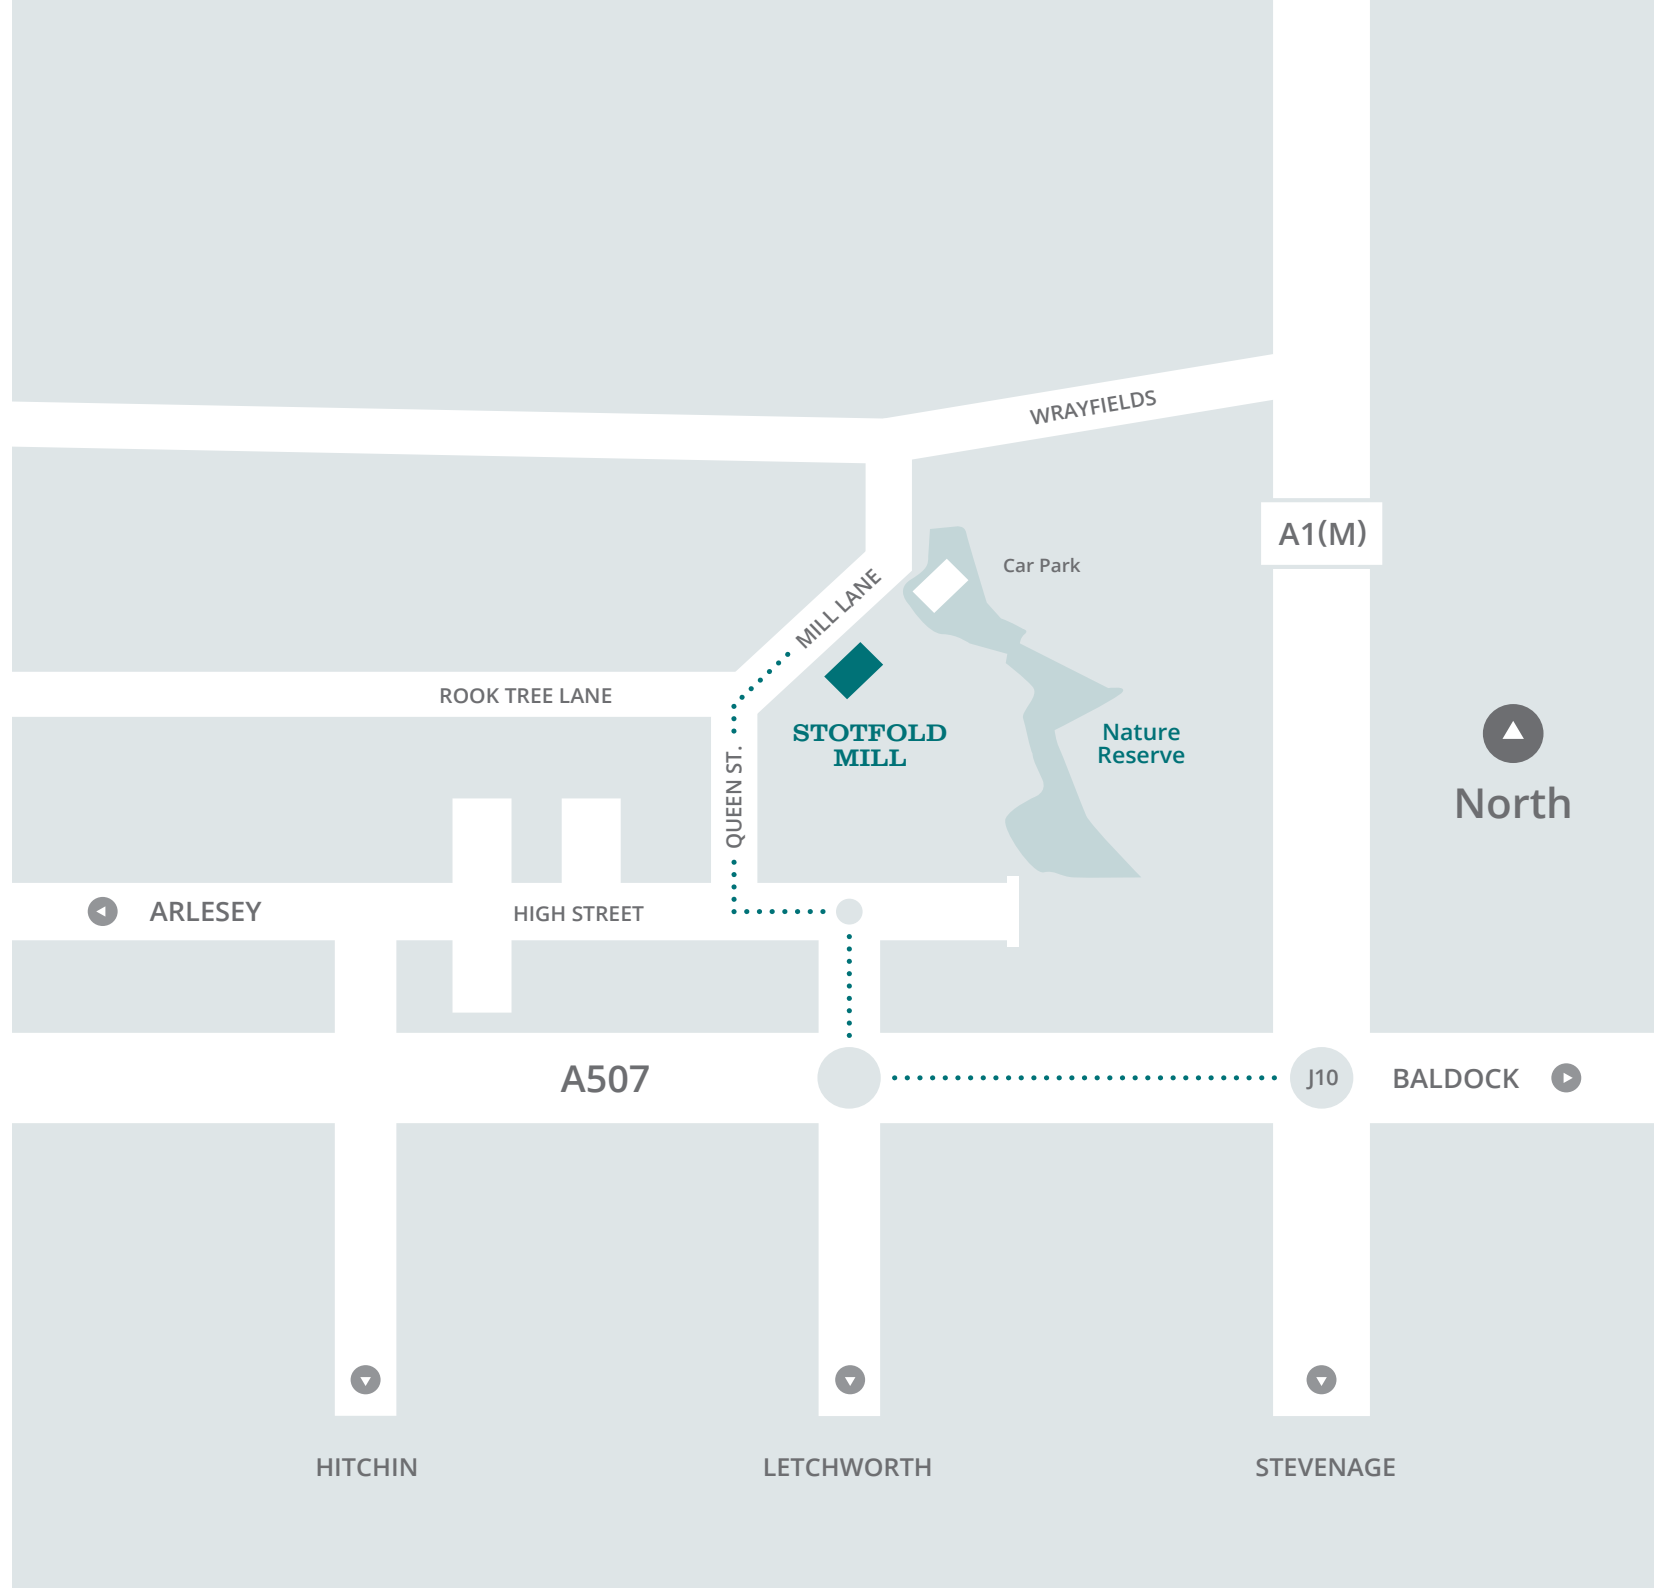 WRAYFIELDS
A1(M)
Car Park
MILL LANE
ROOK TREE LANE
STOTFOLD
MILL
Nature
Reserve
QUEEN ST.
North
ARLESEY
HIGH STREET
A507
J10
BALDOCK
HITCHIN
LETCHWORTH
STEVENAGE